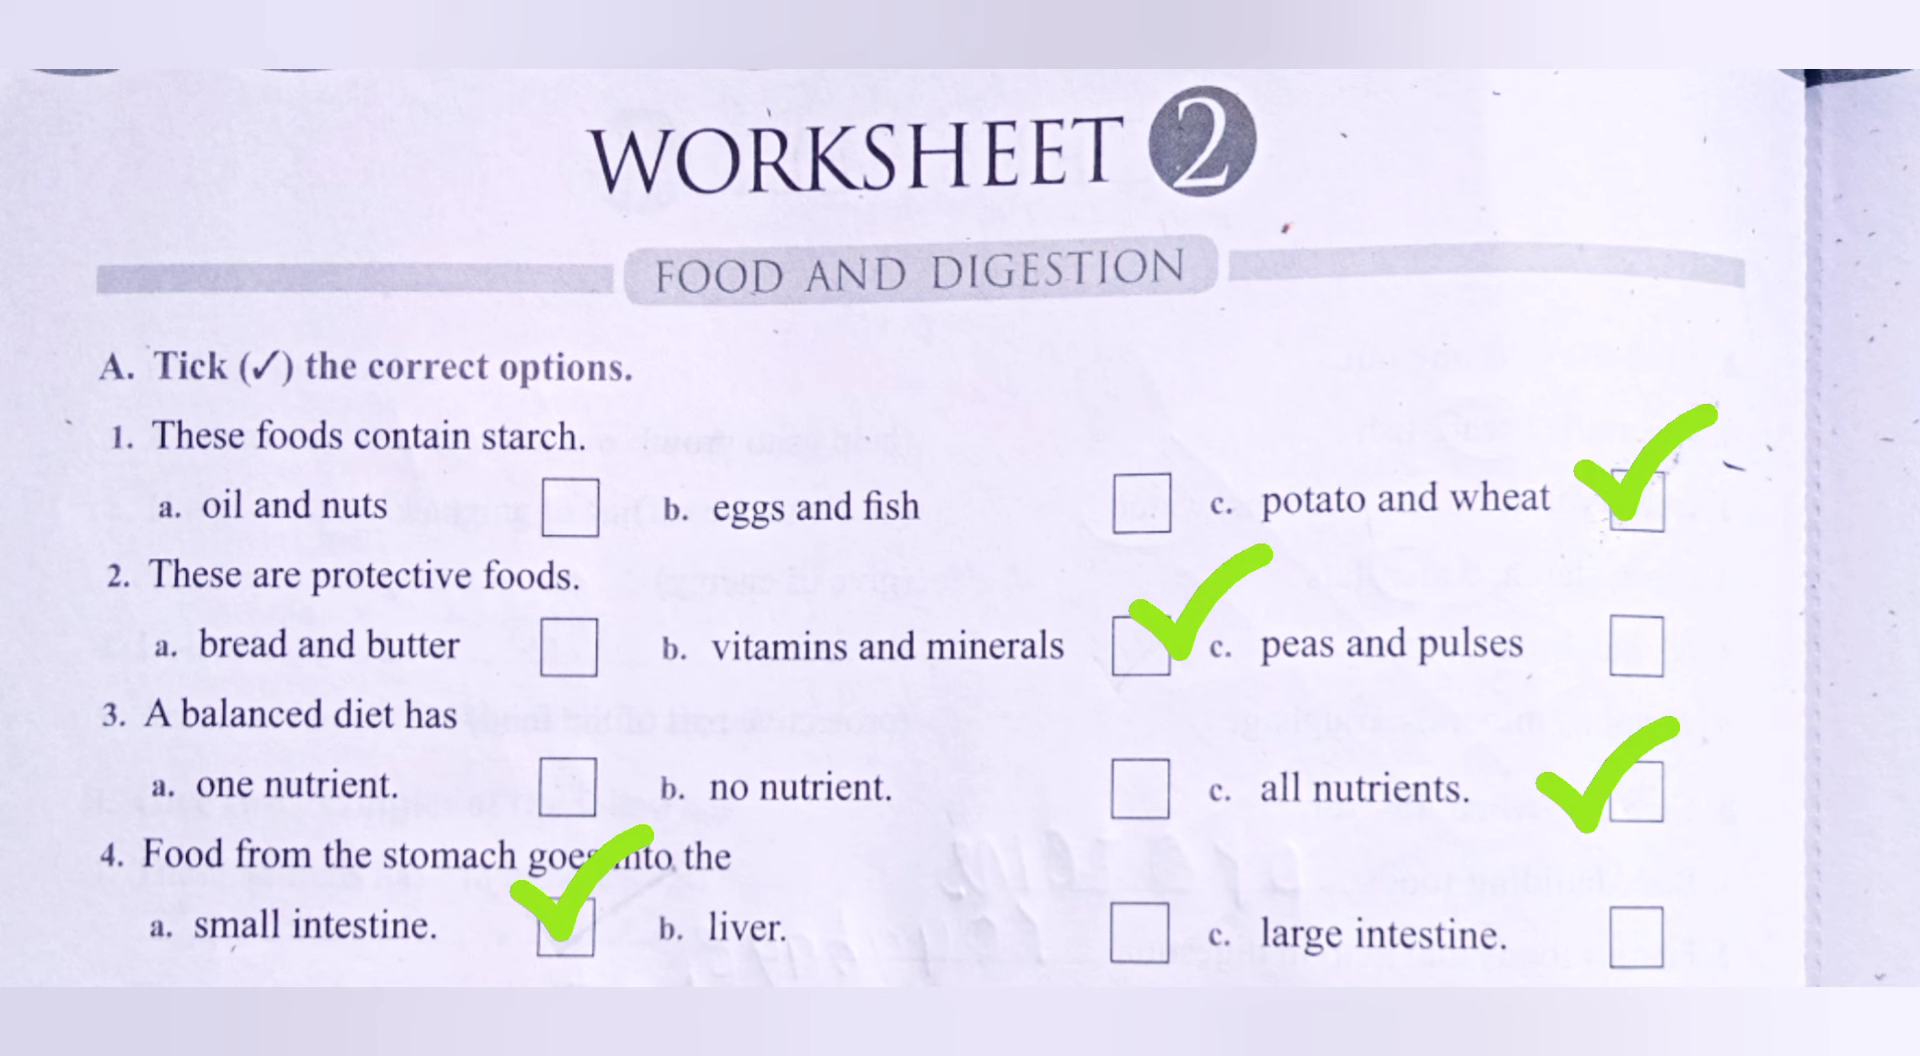 WORKSHEET 2
FOOD AND DIGESTION
A. Tick (✓) the correct options.
1. These foods contain starch.
a. oil and nuts b. eggs and fish c. potato and wheat
2. These are protective foods.
a. bread and butter b. vitamins and minerals c. peas and pulses
3. A balanced diet has
a. one nutrient. b. no nutrient. c. all nutrients.
4. Food from the stomach goes into the
a. small intestine. b. liver. c. large intestine.